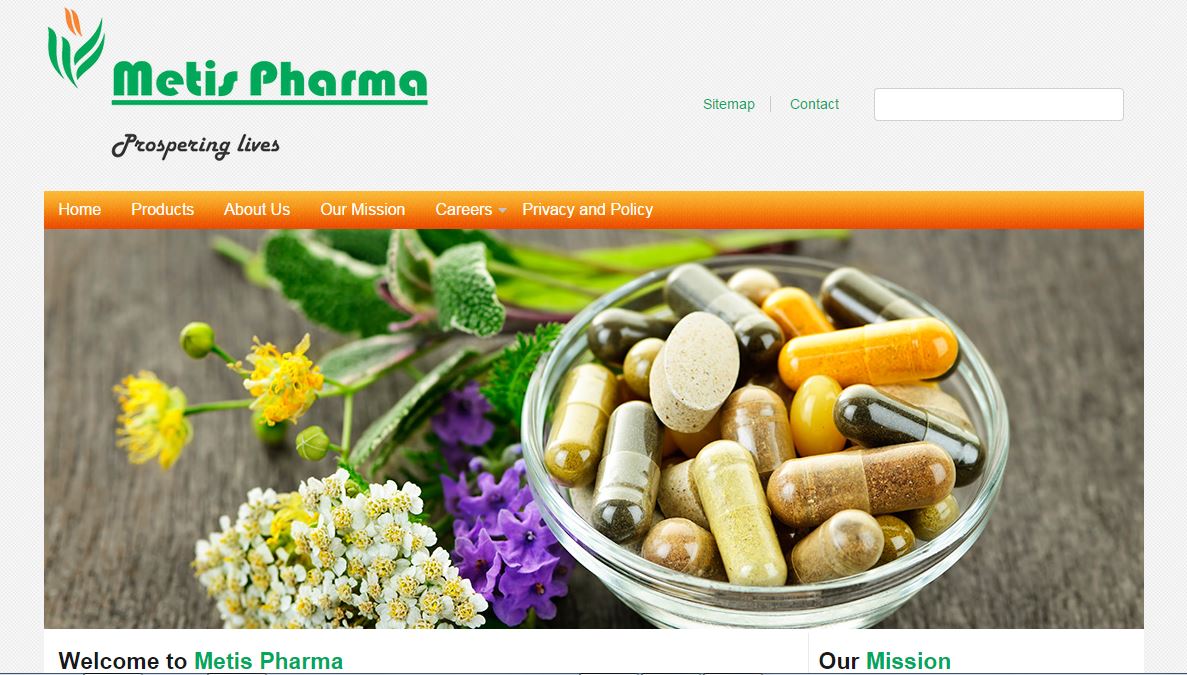 Metis Pharma
Prospering lives
Sitemap
Contact
Home Products About Us Our Mission Careers Privacy and Policy
Welcome to Metis Pharma
Our Mission